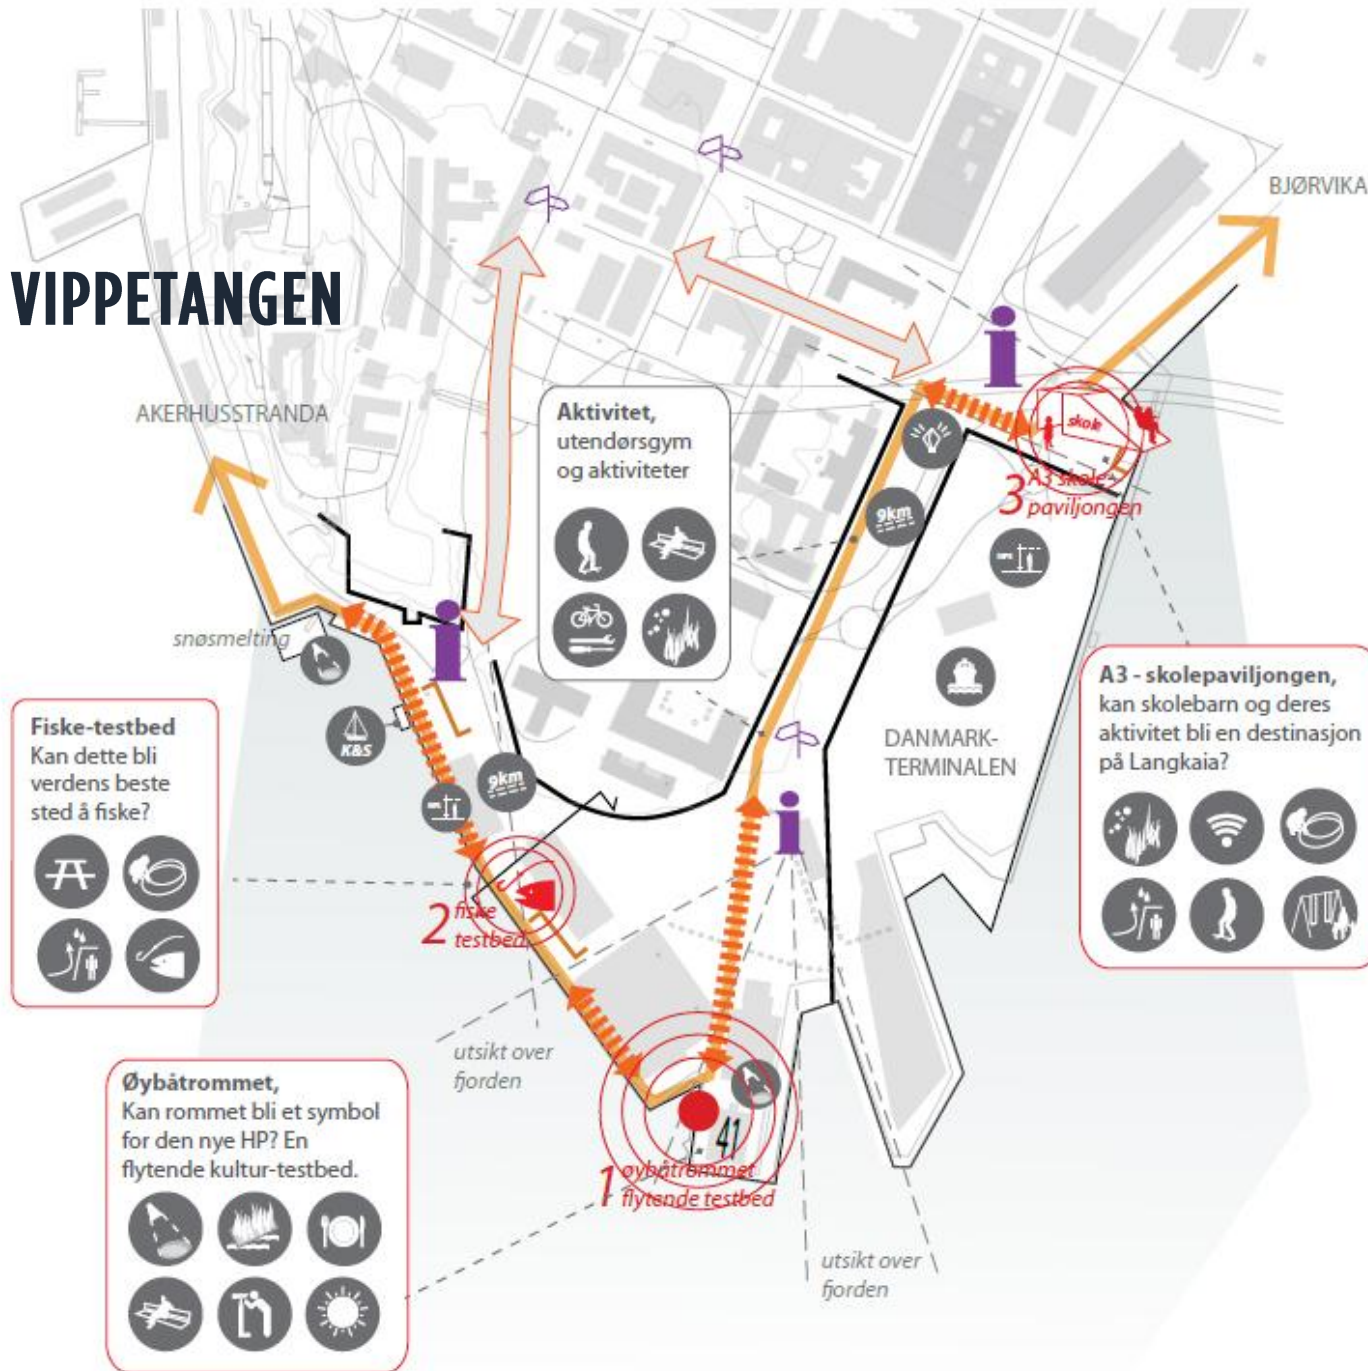 BJØRVIKA
VIPPETANGEN
AKERHUSSTRANDA
Aktivitet,
utendørsgym
og aktiviteter
skole
3 A3 skole-
paviljongen
9km
snøsmelting
K&S
9km
DANMARK-
TERMINALEN
A3 - skolepaviljongen,
kan skolebarn og deres
aktivitet bli en destinasjon
på Langkaia?
Fiske-testbed
Kan dette bli
verdens beste
sted å fiske?
2 fiske
testbed
utsikt over
fjorden
Øybåtrommet,
Kan rommet bli et symbol
for den nye HP? En
flytende kultur-testbed.
41
1 øybåtrommet
flytende testbed
utsikt over
fjorden